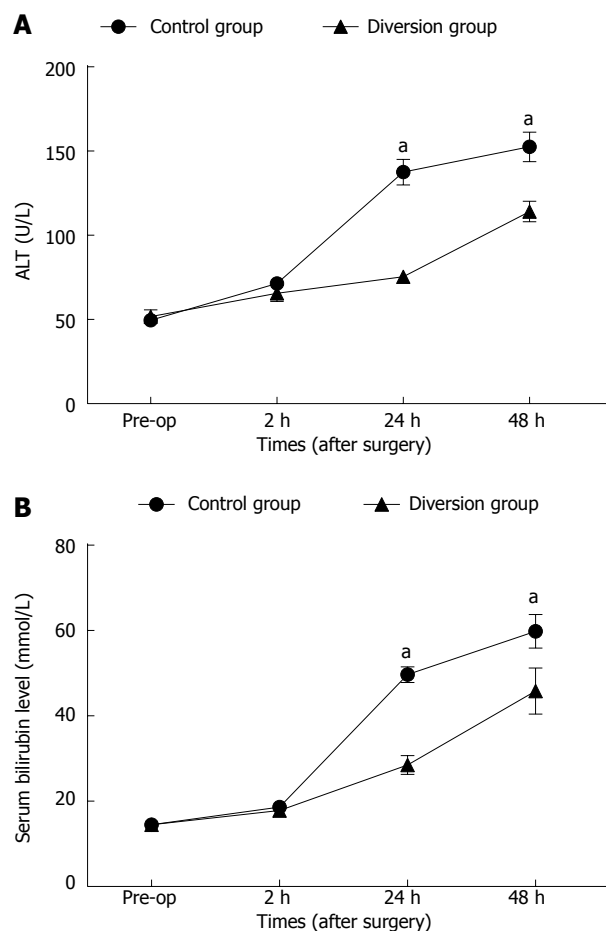 A
Control group
Diversion group
200
150
100
50
0
ALT (U/L)
a
a
Pre-op
2 h
24 h
48 h
Times (after surgery)
B
Control group
Diversion group
80
60
40
20
0
Serum bilirubin level (mmol/L)
a
a
Pre-op
2 h
24 h
48 h
Times (after surgery)